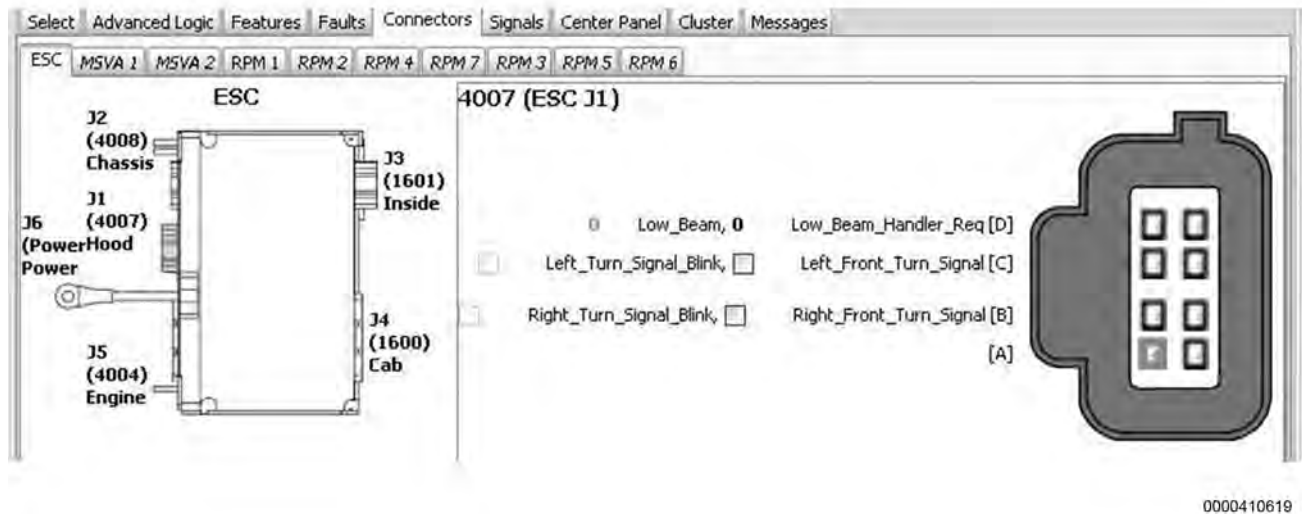 Select Advanced Logic Features Faults Connectors Signals Center Panel Cluster Messages
ESC MSVA 1 MSVA 2 RPM 1 RPM 2 RPM 4 RPM 7 RPM 3 RPM 5 RPM 6
ESC
J2
(4008)
Chassis
J1
(4007)
Hood
J6
(Power
Power
J5
(4004)
Engine
J3
(1601)
Inside
J4
(1600)
Cab
4007 (ESC J1)
0 Low_Beam, 0 Low_Beam_Handler_Req [D]
Left_Turn_Signal_Blink, Left_Front_Turn_Signal [C]
Right_Turn_Signal_Blink, Right_Front_Turn_Signal [B]
[A]
0000410619